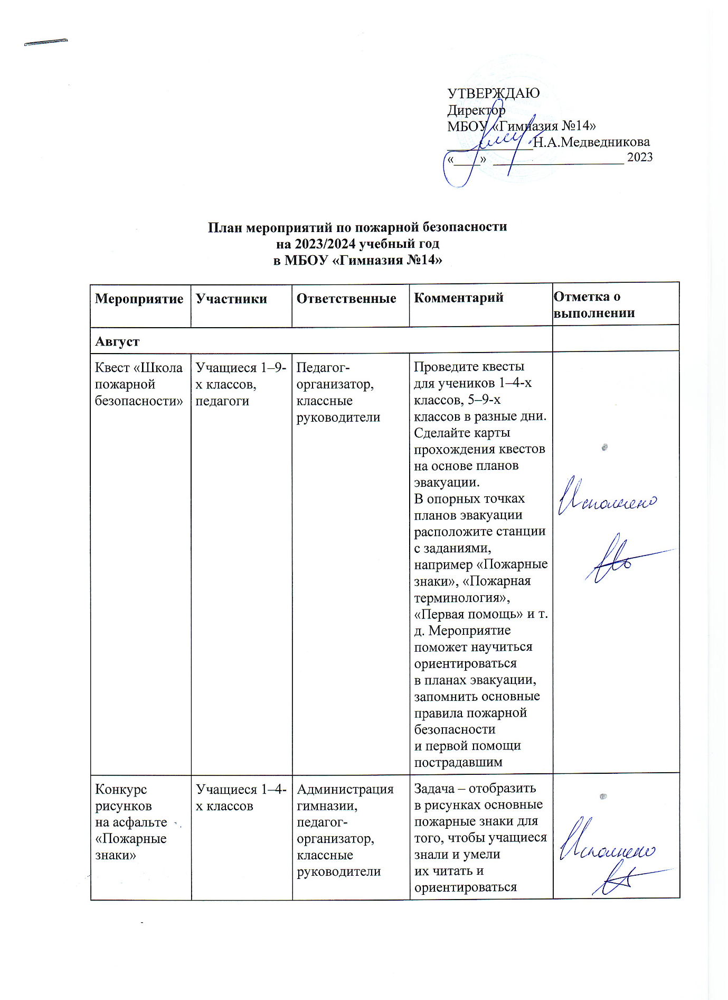 УТВЕРЖДАЮ
Директор
МБОУ «Гимназия №14»
____________Н.А.Медведникова
«____» ___________________ 2023
План мероприятий по пожарной безопасности
на 2023/2024 учебный год
в МБОУ «Гимназия №14»
Мероприятие
Участники
Ответственные
Комментарий
Отметка о
выполнении
Август
Квест «Школа
пожарной
безопасности»
Учащиеся 1–9-
х классов,
педагоги
Педагог-
организатор,
классные
руководители
Проведите квесты
для учеников 1–4-х
классов, 5–9-х
классов в разные дни.
Сделайте карты
прохождения квестов
на основе планов
эвакуации.
В опорных точках
планов эвакуации
расположите станции
с заданиями,
например «Пожарные
знаки», «Пожарная
терминология»,
«Первая помощь» и т.
д. Мероприятие
поможет научиться
ориентироваться
в планах эвакуации,
запомнить основные
правила пожарной
безопасности
и первой помощи
пострадавшим
Исполнено
Конкурс
рисунков
на асфальте
«Пожарные
знаки»
Учащиеся 1–4-
х классов
Администрация
гимназии,
педагог-
организатор,
классные
руководители
Задача – отобразить
в рисунках основные
пожарные знаки для
того, чтобы учащиеся
знали и умели
их читать и
ориентироваться
Исполнено